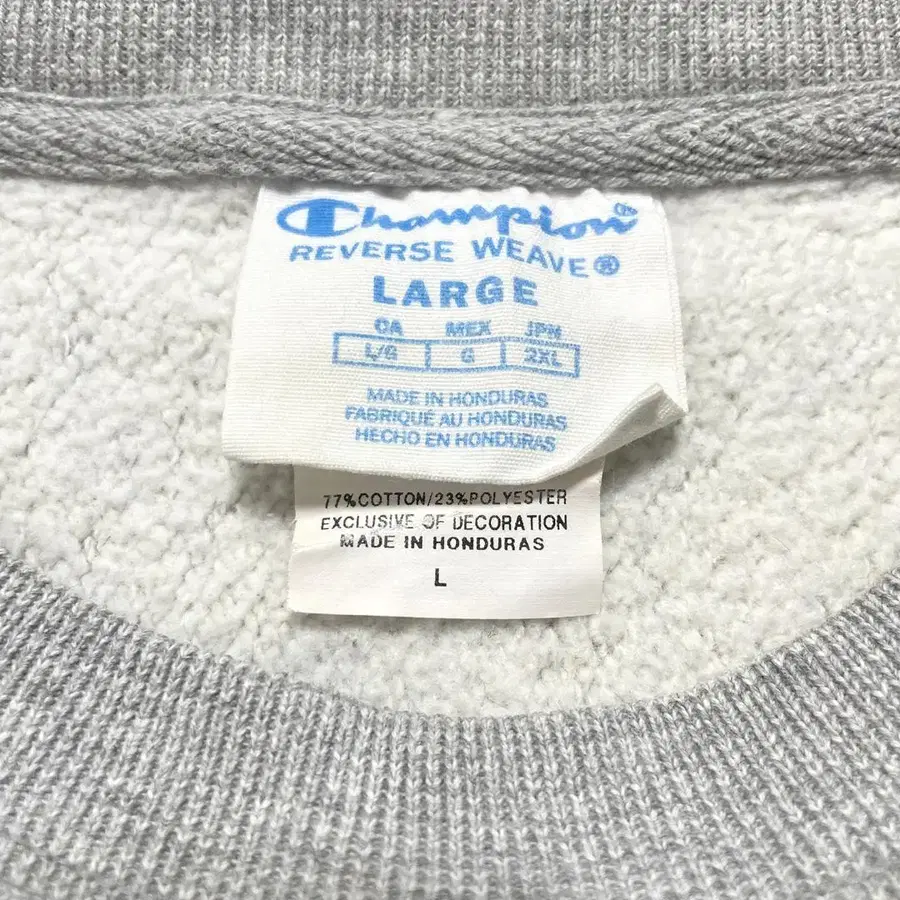 Champion®
REVERSE WEAVE®
LARGE
CA MEX JPN
L/G G 2XL
MADE IN HONDURAS
FABRIQUÉ AU HONDURAS
HECHO EN HONDURAS
77%COTTON/23%POLYESTER
EXCLUSIVE OF DECORATION
MADE IN HONDURAS
L